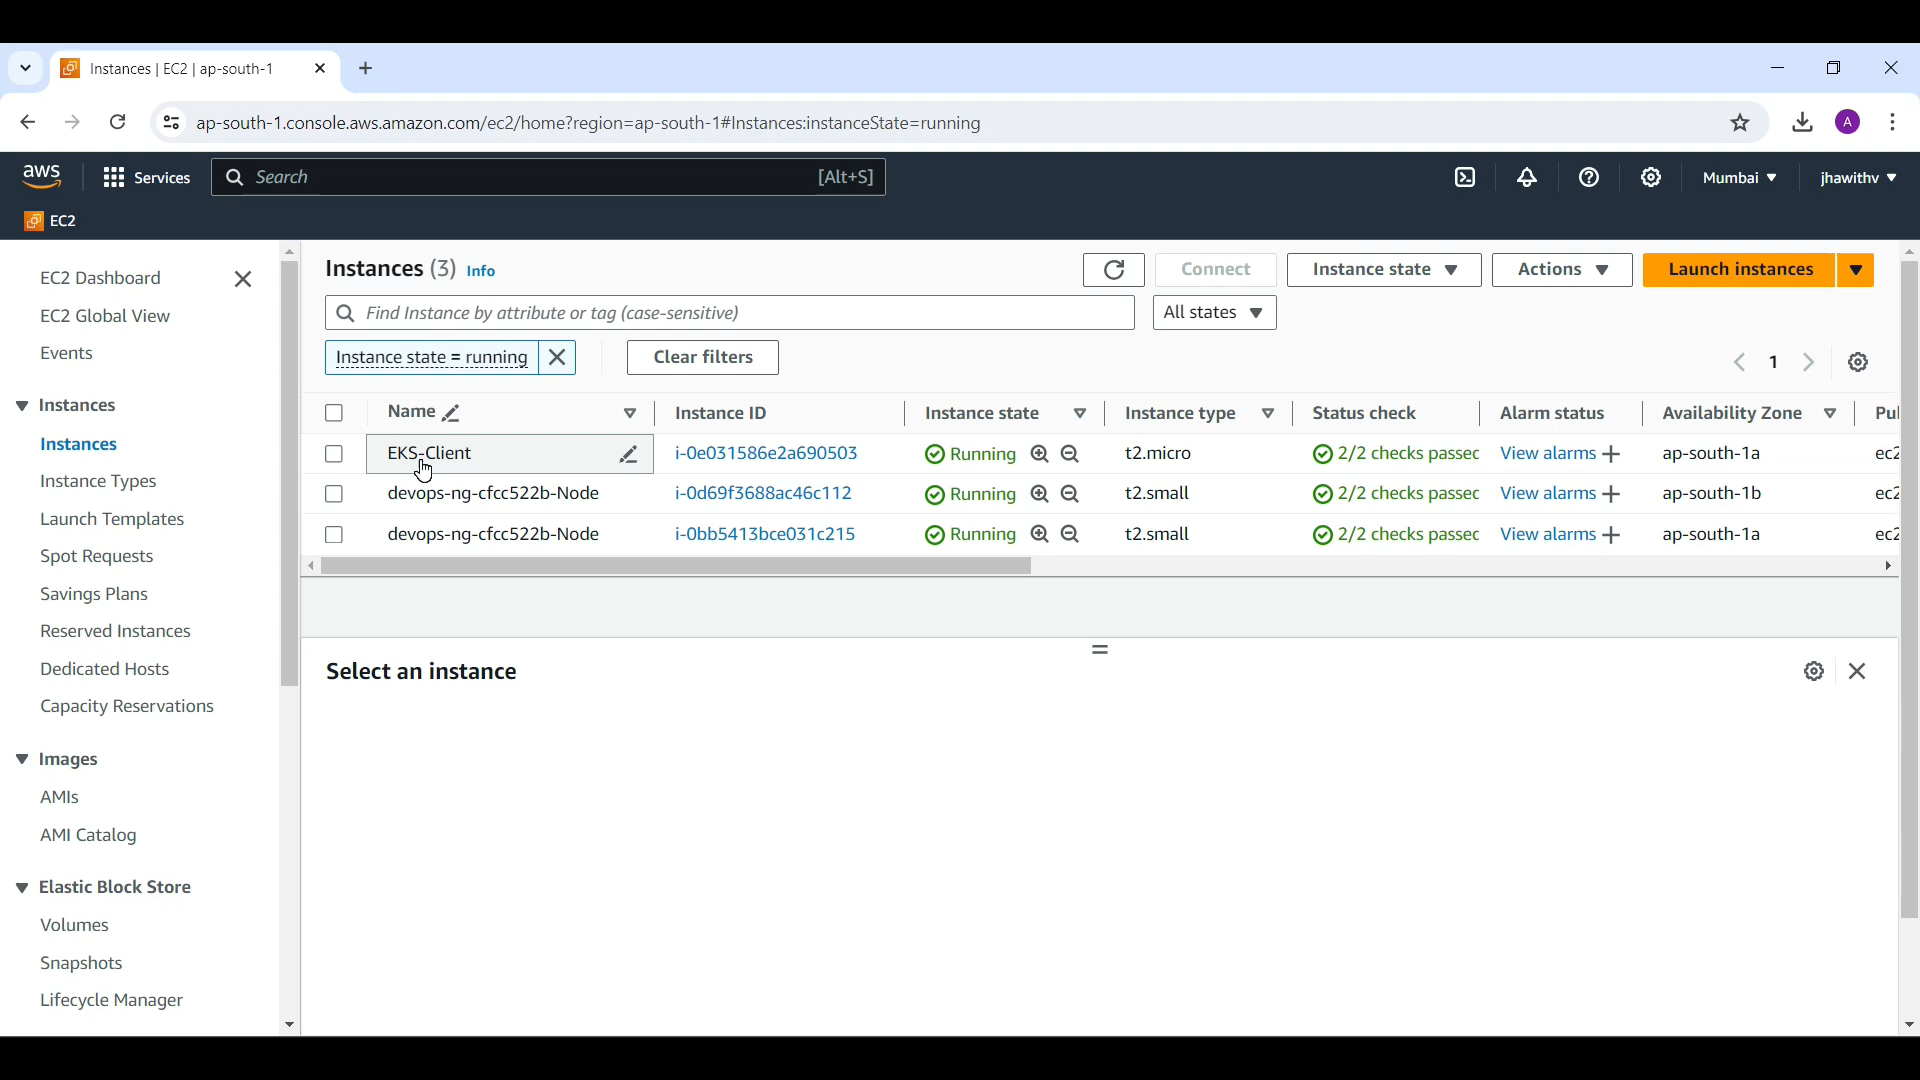 Instances | EC2 | ap-south-1
ap-south-1.console.aws.amazon.com/ec2/home?region=ap-south-1#Instances:instanceState=running
A
aws
Services
Search
[Alt+S]
Mumbai
jhawithv
EC2
EC2 Dashboard
EC2 Global View
Events
Instances
Instances
Instance Types
Launch Templates
Spot Requests
Savings Plans
Reserved Instances
Dedicated Hosts
Capacity Reservations
Images
AMIs
AMI Catalog
Elastic Block Store
Volumes
Snapshots
Lifecycle Manager
Instances (3) Info
Connect
Instance state
Actions
Launch instances
Find Instance by attribute or tag (case-sensitive)
All states
Instance state = running
Clear filters
1
Name Instance ID Instance state Instance type Status check Alarm status Availability Zone Pu
EKS-Client i-0e031586e2a690503 Running t2.micro 2/2 checks passec View alarms ap-south-1a ec2
devops-ng-cfcc522b-Node i-0d69f3688ac46c112 Running t2.small 2/2 checks passec View alarms ap-south-1b ec2
devops-ng-cfcc522b-Node i-0bb5413bce031c215 Running t2.small 2/2 checks passec View alarms ap-south-1a ec2
Select an instance